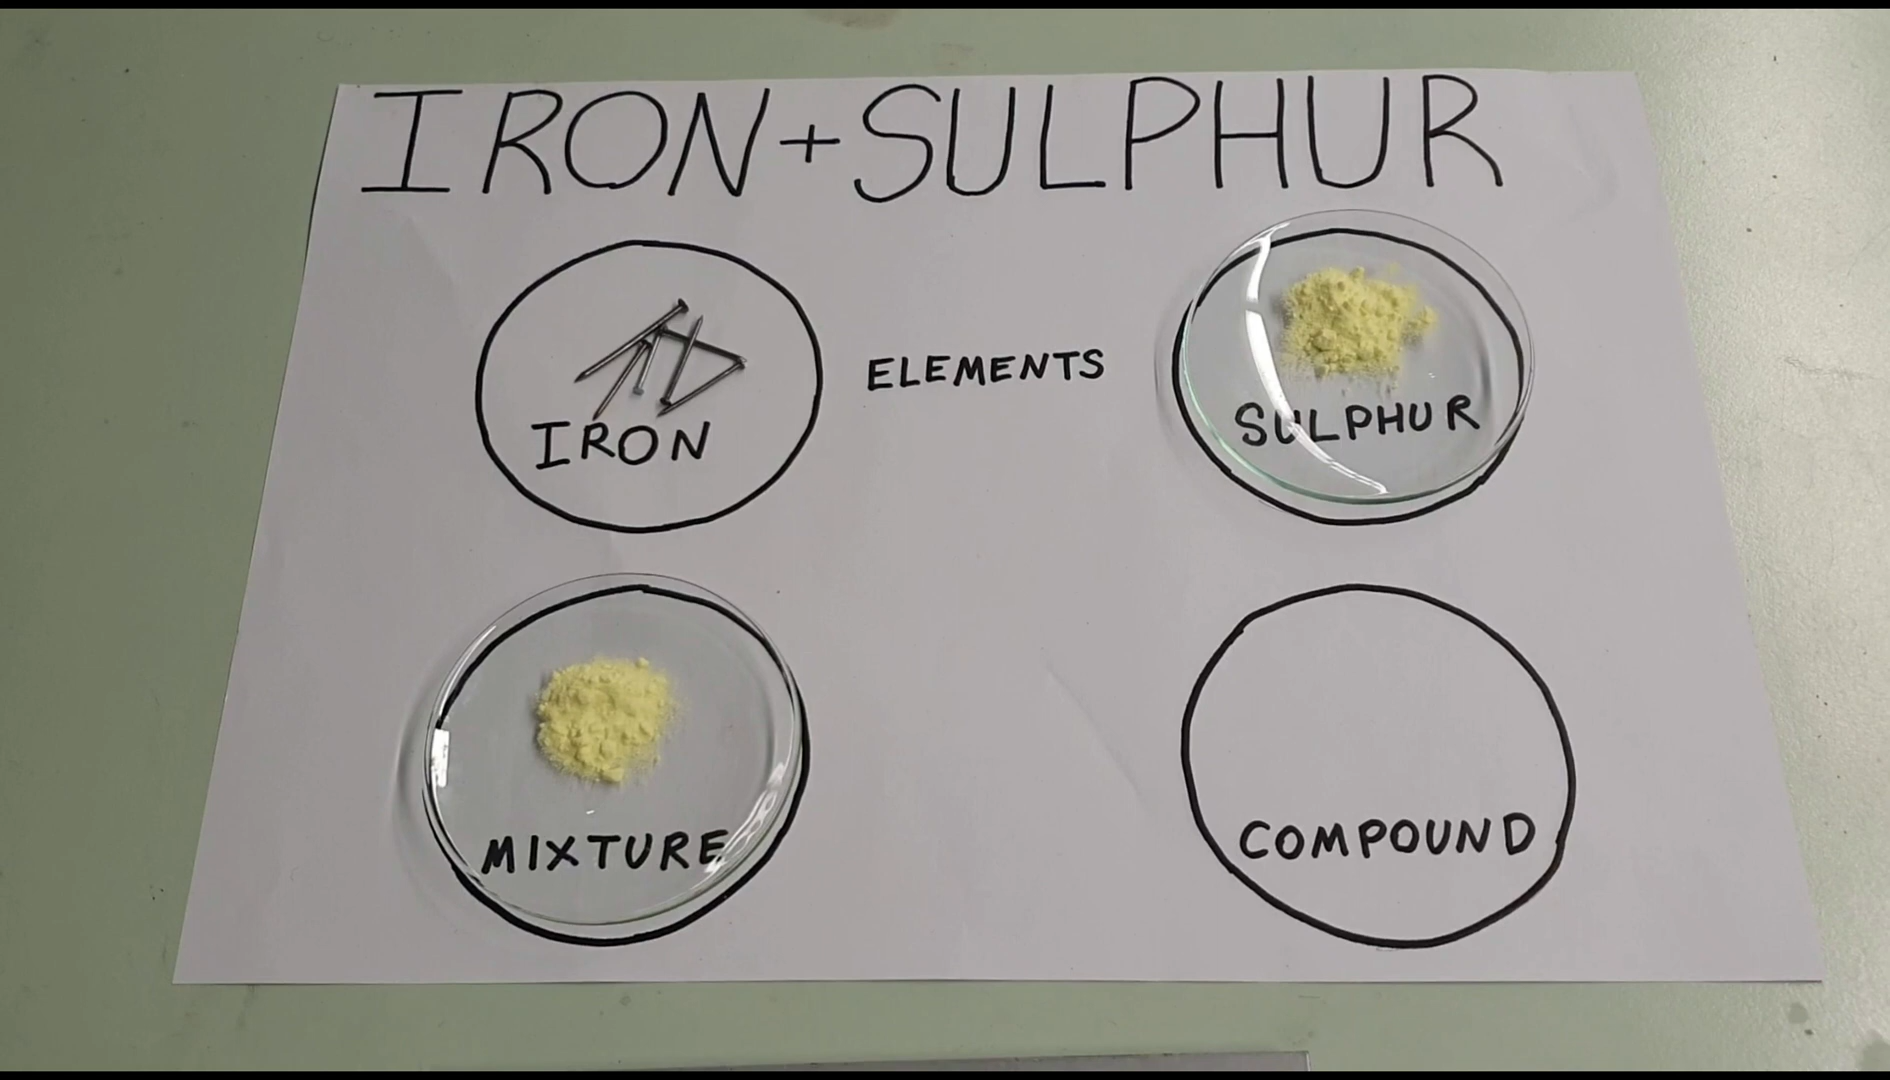 IRON+SULPHUR
IRON
ELEMENTS
SULPHUR
MIXTURE
COMPOUND